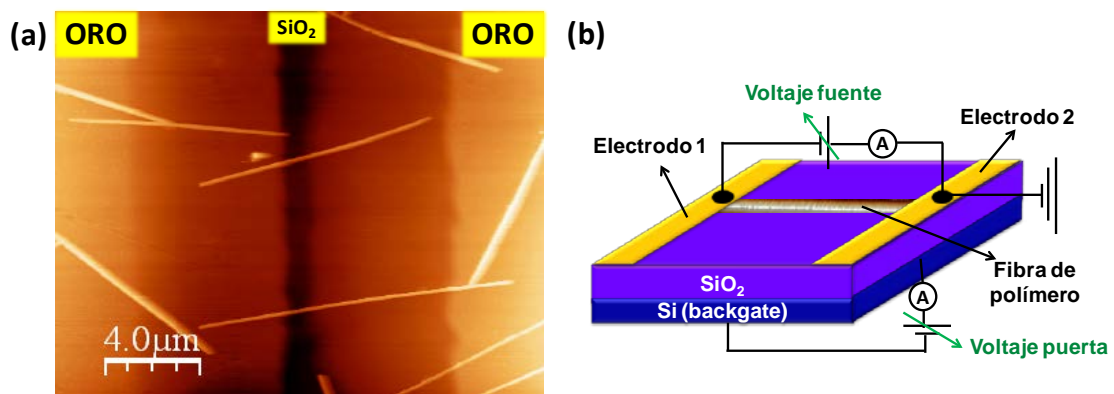 (a)
ORO
SiO₂
ORO
4.0µm
(b)
Voltaje fuente
A
Electrodo 2
Electrodo 1
SiO₂
Si (backgate)
Fibra de
polímero
A
Voltaje puerta